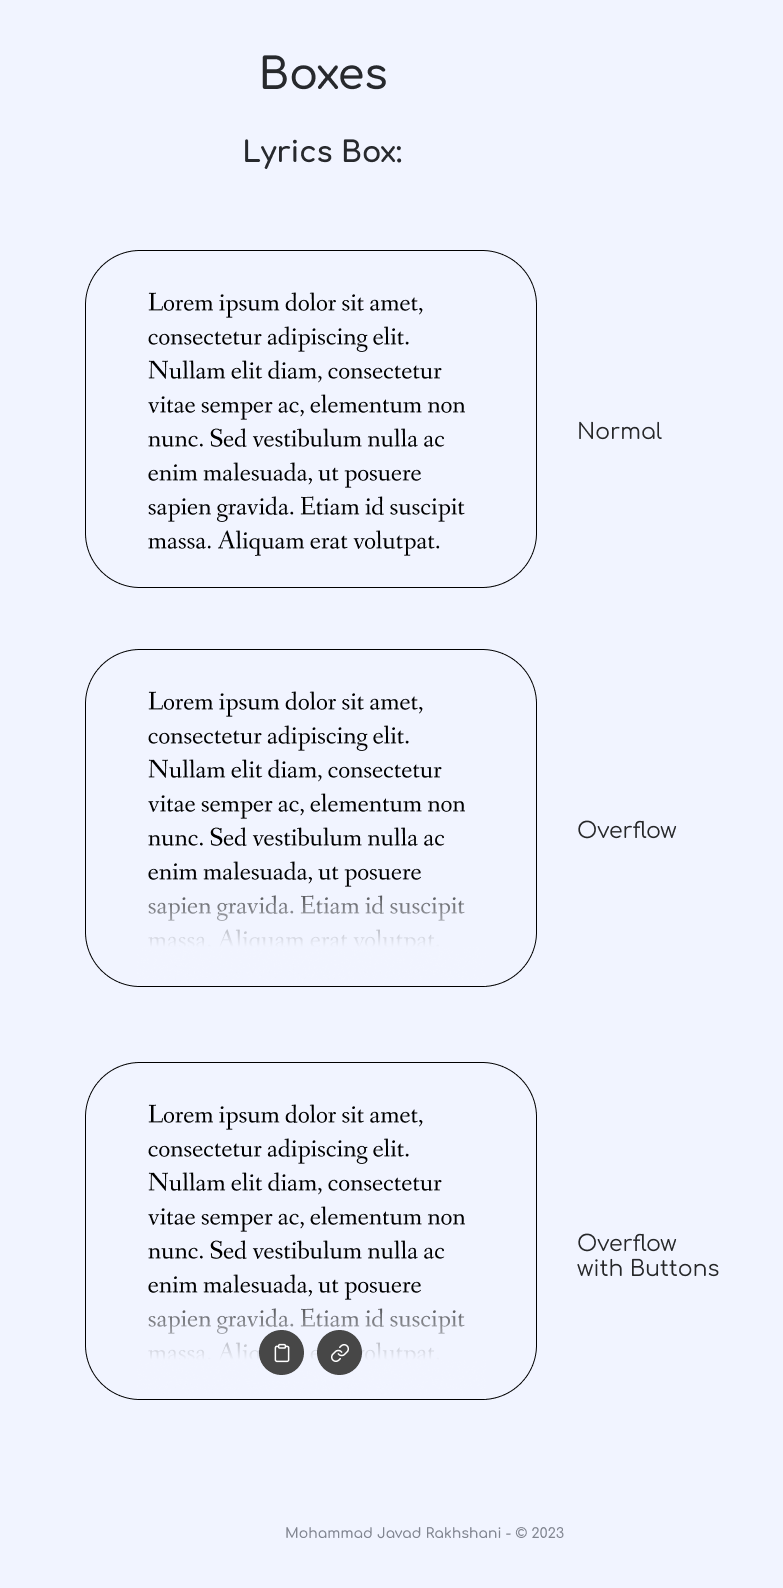 Boxes
Lyrics Box:
Lorem ipsum dolor sit amet,
consectetur adipiscing elit.
Nullam elit diam, consectetur
vitae semper ac, elementum non
nunc. Sed vestibulum nulla ac
enim malesuada, ut posuere
sapien gravida. Etiam id suscipit
massa. Aliquam erat volutpat.
Normal
Lorem ipsum dolor sit amet,
consectetur adipiscing elit.
Nullam elit diam, consectetur
vitae semper ac, elementum non
nunc. Sed vestibulum nulla ac
enim malesuada, ut posuere
sapien gravida. Etiam id suscipit
massa. Aliquam erat volutpat
Overflow
Lorem ipsum dolor sit amet,
consectetur adipiscing elit.
Nullam elit diam, consectetur
vitae semper ac, elementum non
nunc. Sed vestibulum nulla ac
enim malesuada, ut posuere
sapien gravida. Etiam id suscipit
massa. volutpat
Overflow
with Buttons
Mohammad Javad Rakhshani - © 2023